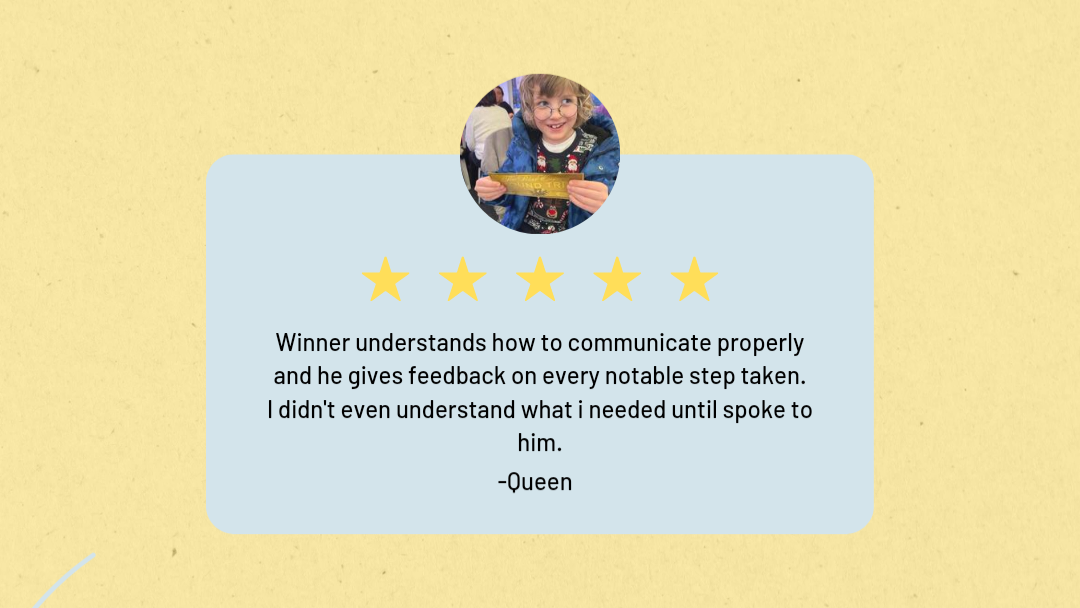 Winner understands how to communicate properly
and he gives feedback on every notable step taken.
I didn't even understand what i needed until spoke to
him.
-Queen